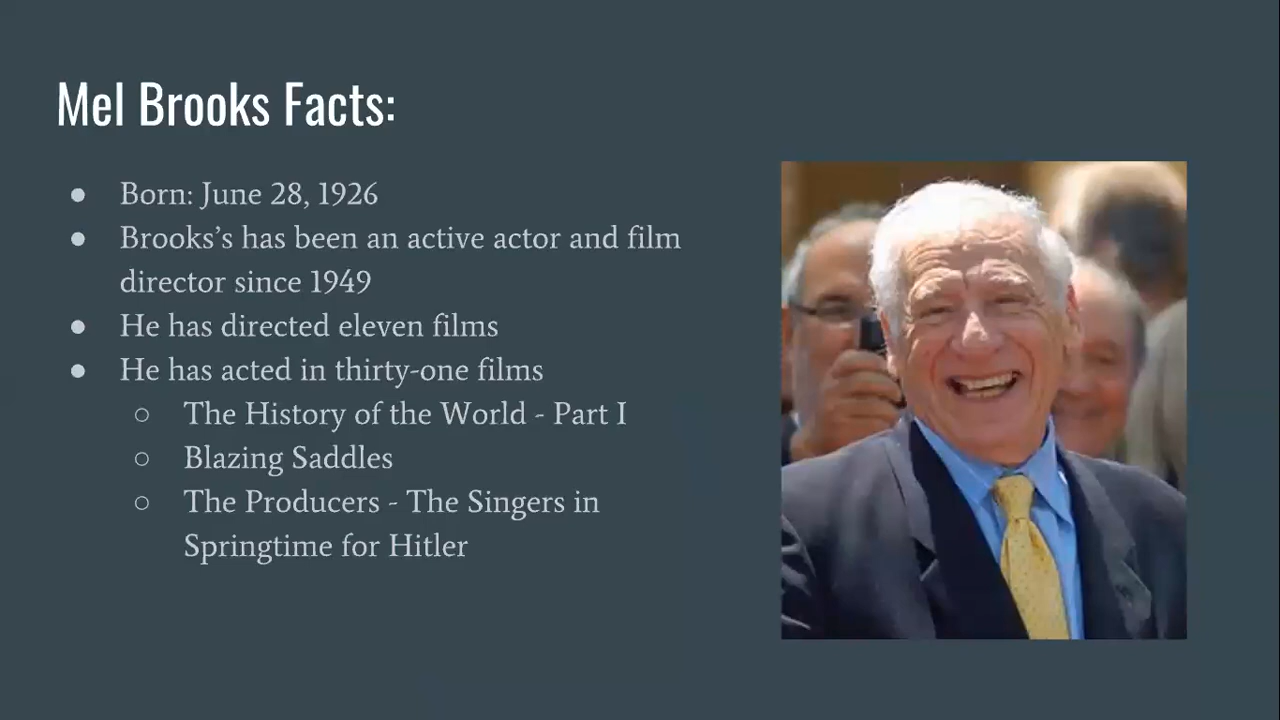 Mel Brooks Facts:
● Born: June 28, 1926
● Brooks’s has been an active actor and film
director since 1949
● He has directed eleven films
● He has acted in thirty-one films
○ The History of the World - Part I
○ Blazing Saddles
○ The Producers - The Singers in
Springtime for Hitler